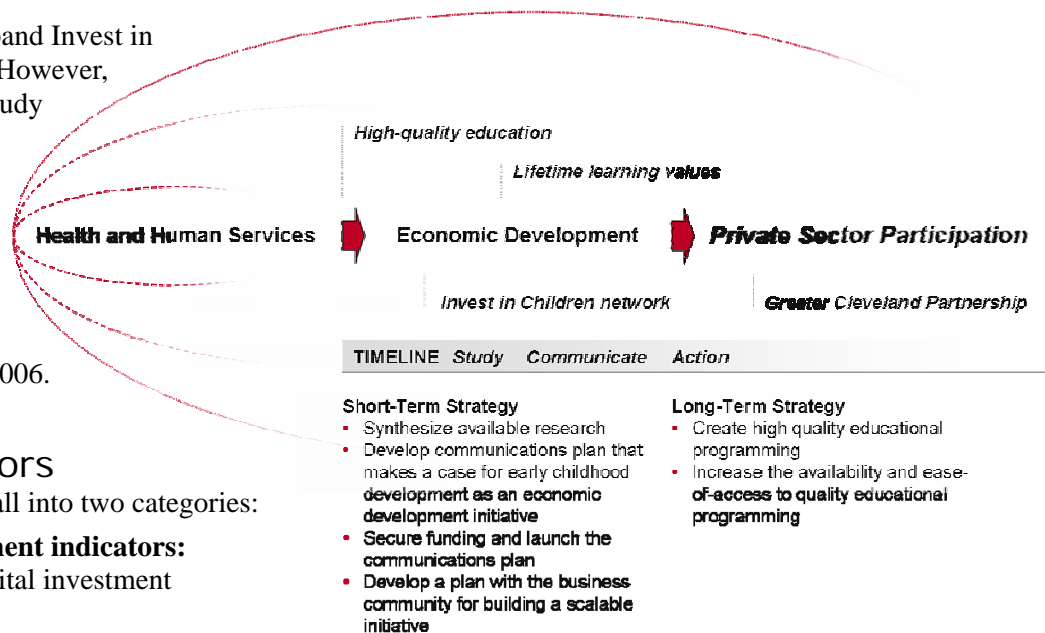 and Invest in
However,
udy
006.
ors
all into two categories:
ment indicators:
ital investment
High-quality education
Lifetime learning values
Health and Human Services
Economic Development
Private Sector Participation
Invest in Children network
Greater Cleveland Partnership
TIMELINE Study Communicate Action
Short-Term Strategy
• Synthesize available research
• Develop communications plan that
makes a case for early childhood
development as an economic
development initiative
• Secure funding and launch the
communications plan
• Develop a plan with the business
community for building a scalable
initiative
Long-Term Strategy
• Create high quality educational
programming
• Increase the availability and ease-
of-access to quality educational
programming